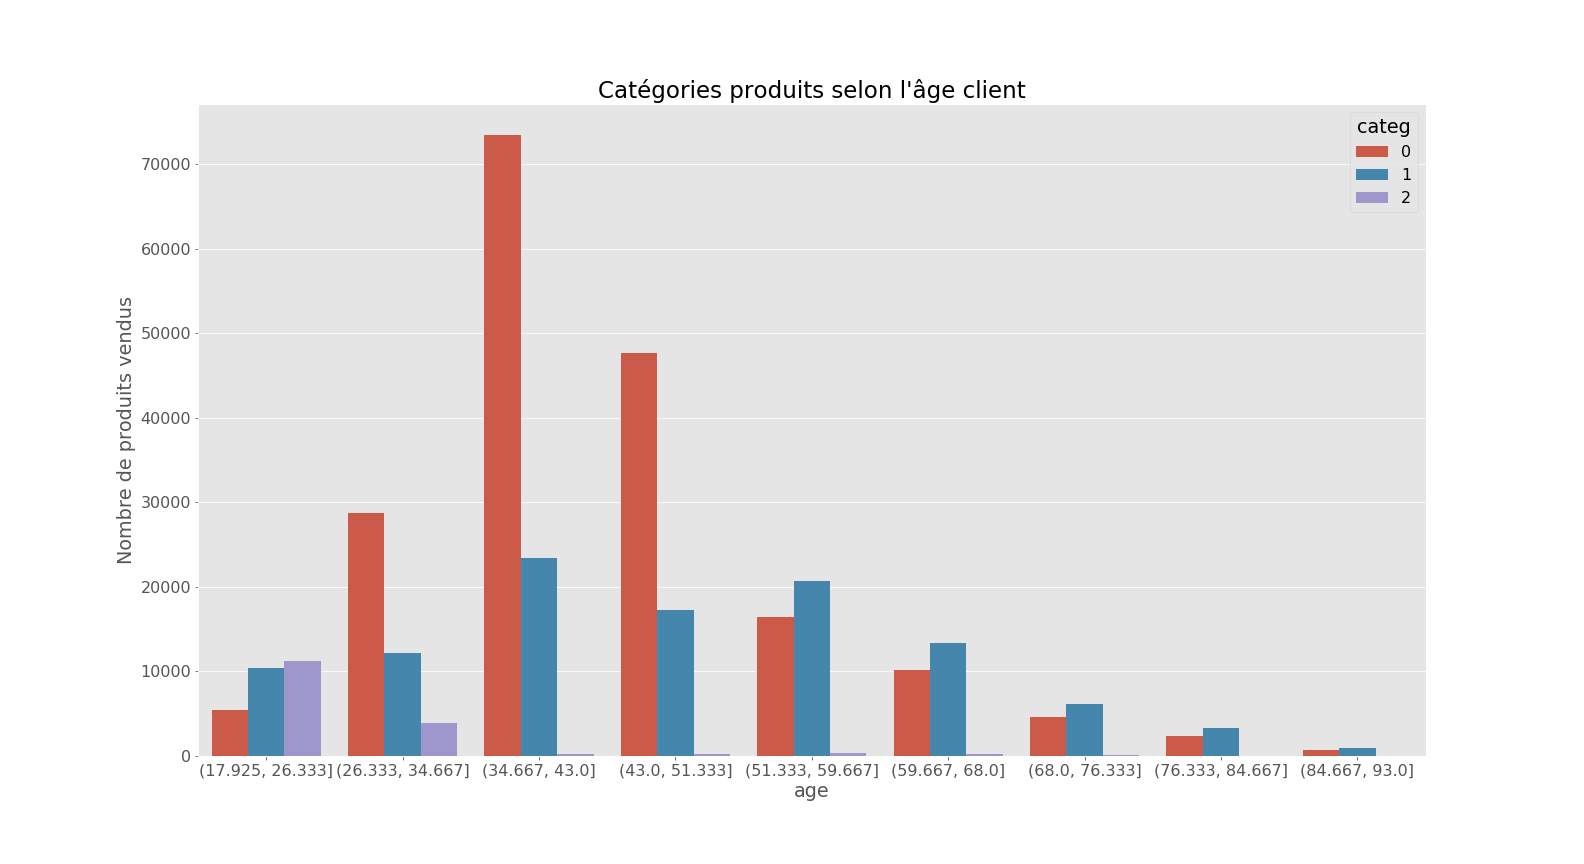 Catégories produits selon l'âge client
categ
0
1
2
70000
60000
50000
40000
30000
20000
10000
0
Nombre de produits vendus
(17.925, 26.333] (26.333, 34.667] (34.667, 43.0] (43.0, 51.333] (51.333, 59.667] (59.667, 68.0] (68.0, 76.333] (76.333, 84.667] (84.667, 93.0]
age